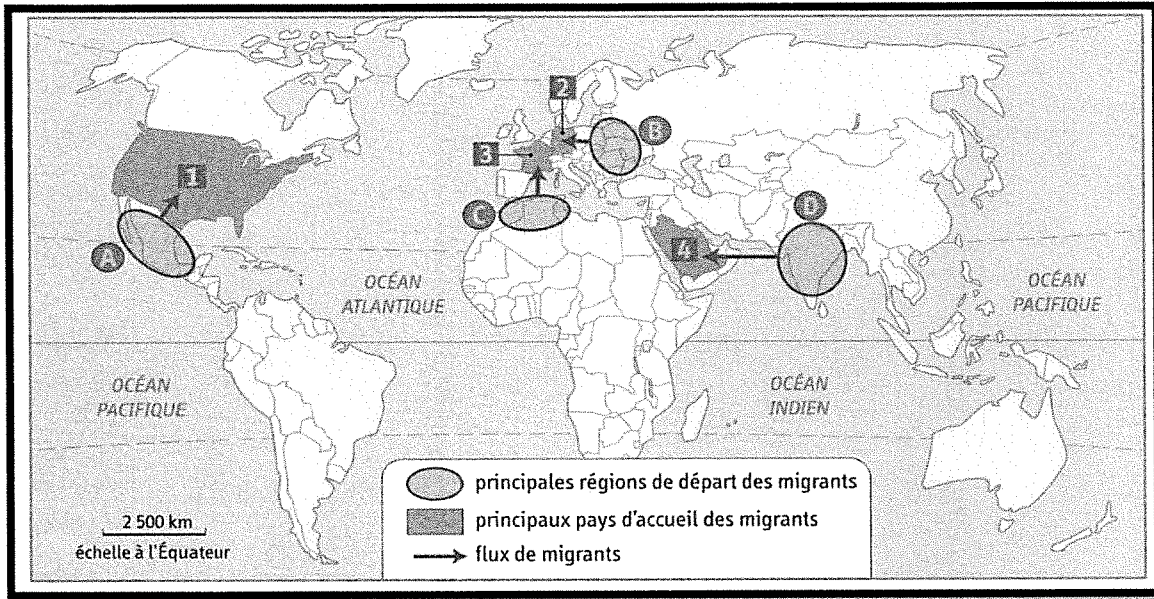 2
B
3
1
C
D
A
4
OCÉAN
ATLANTIQUE
OCÉAN
PACIFIQUE
OCÉAN
PACIFIQUE
OCÉAN
INDIEN
principales régions de départ des migrants
principaux pays d'accueil des migrants
flux de migrants
2 500 km
échelle à l'Équateur